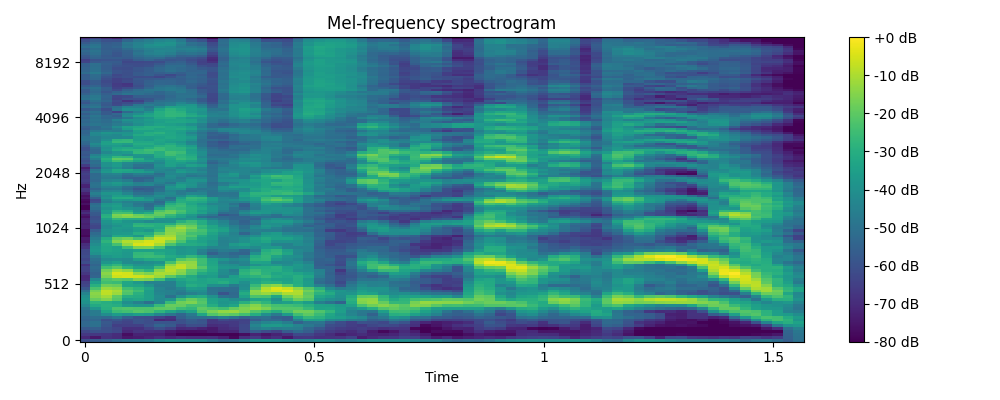 Mel-frequency spectrogram
8192
4096
2048
1024
512
0
Hz
0
0.5
1
1.5
Time
+0 dB
-10 dB
-20 dB
-30 dB
-40 dB
-50 dB
-60 dB
-70 dB
-80 dB